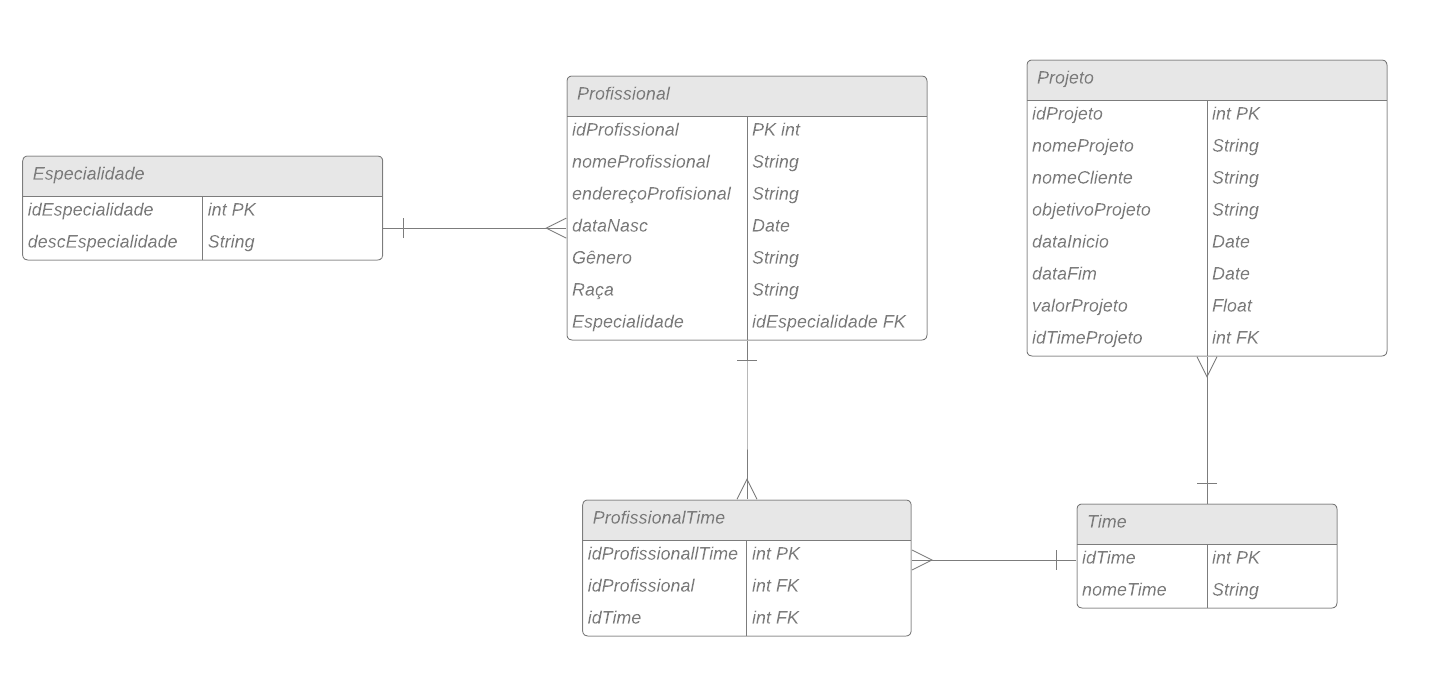 Especialidade
idEspecialidade int PK
descEspecialidade String
Profissional
idProfissional PK int
nomeProfissional String
endereçoProfisional String
dataNasc Date
Gênero String
Raça String
Especialidade idEspecialidade FK
Projeto
idProjeto int PK
nomeProjeto String
nomeCliente String
objetivoProjeto String
dataInicio Date
dataFim Date
valorProjeto Float
idTimeProjeto int FK
ProfissionalTime
idProfissionallTime int PK
idProfissional int FK
idTime int FK
Time
idTime int PK
nomeTime String